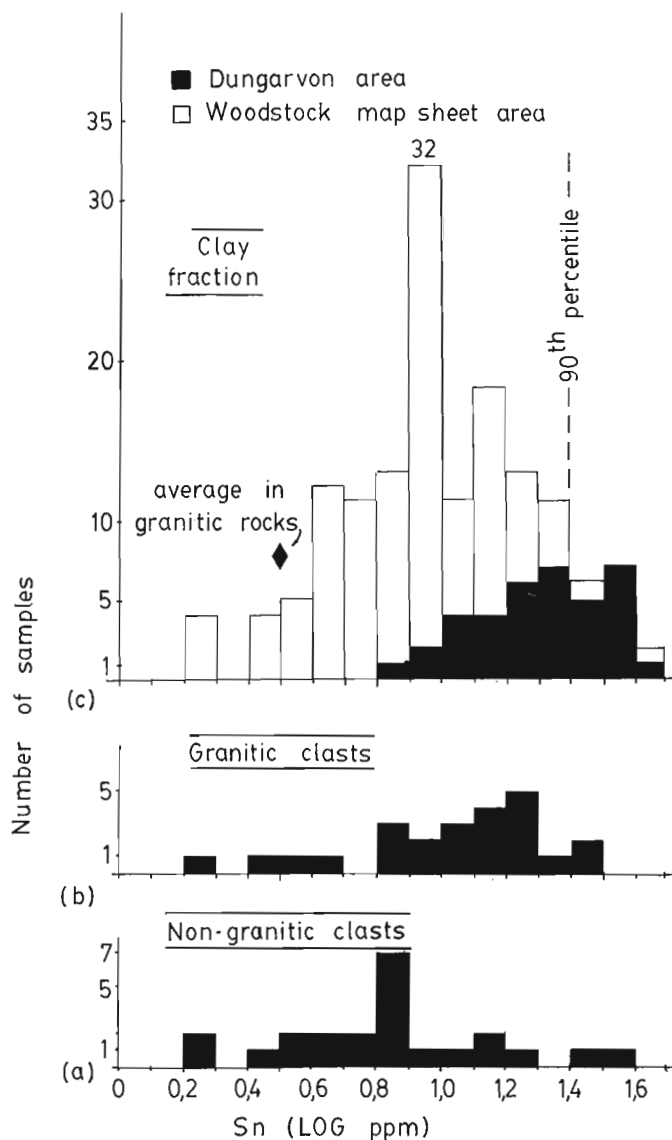 Dungarvon area
Woodstock map sheet area
35
32
30
90th percentile
Clay
fraction
20
average in
granitic rocks
10
5
1
(c)
Number of samples
Granitic clasts
5
1
(b)
Non-granitic clasts
7
5
1
(a)
0 0,2 0,4 0,6 0,8 1,0 1,2 1,4 1,6
Sn (LOG ppm)